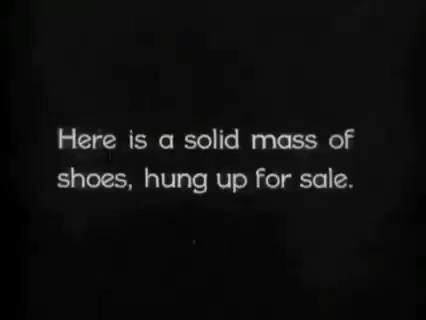 Here is a solid mass of
shoes, hung up for sale.